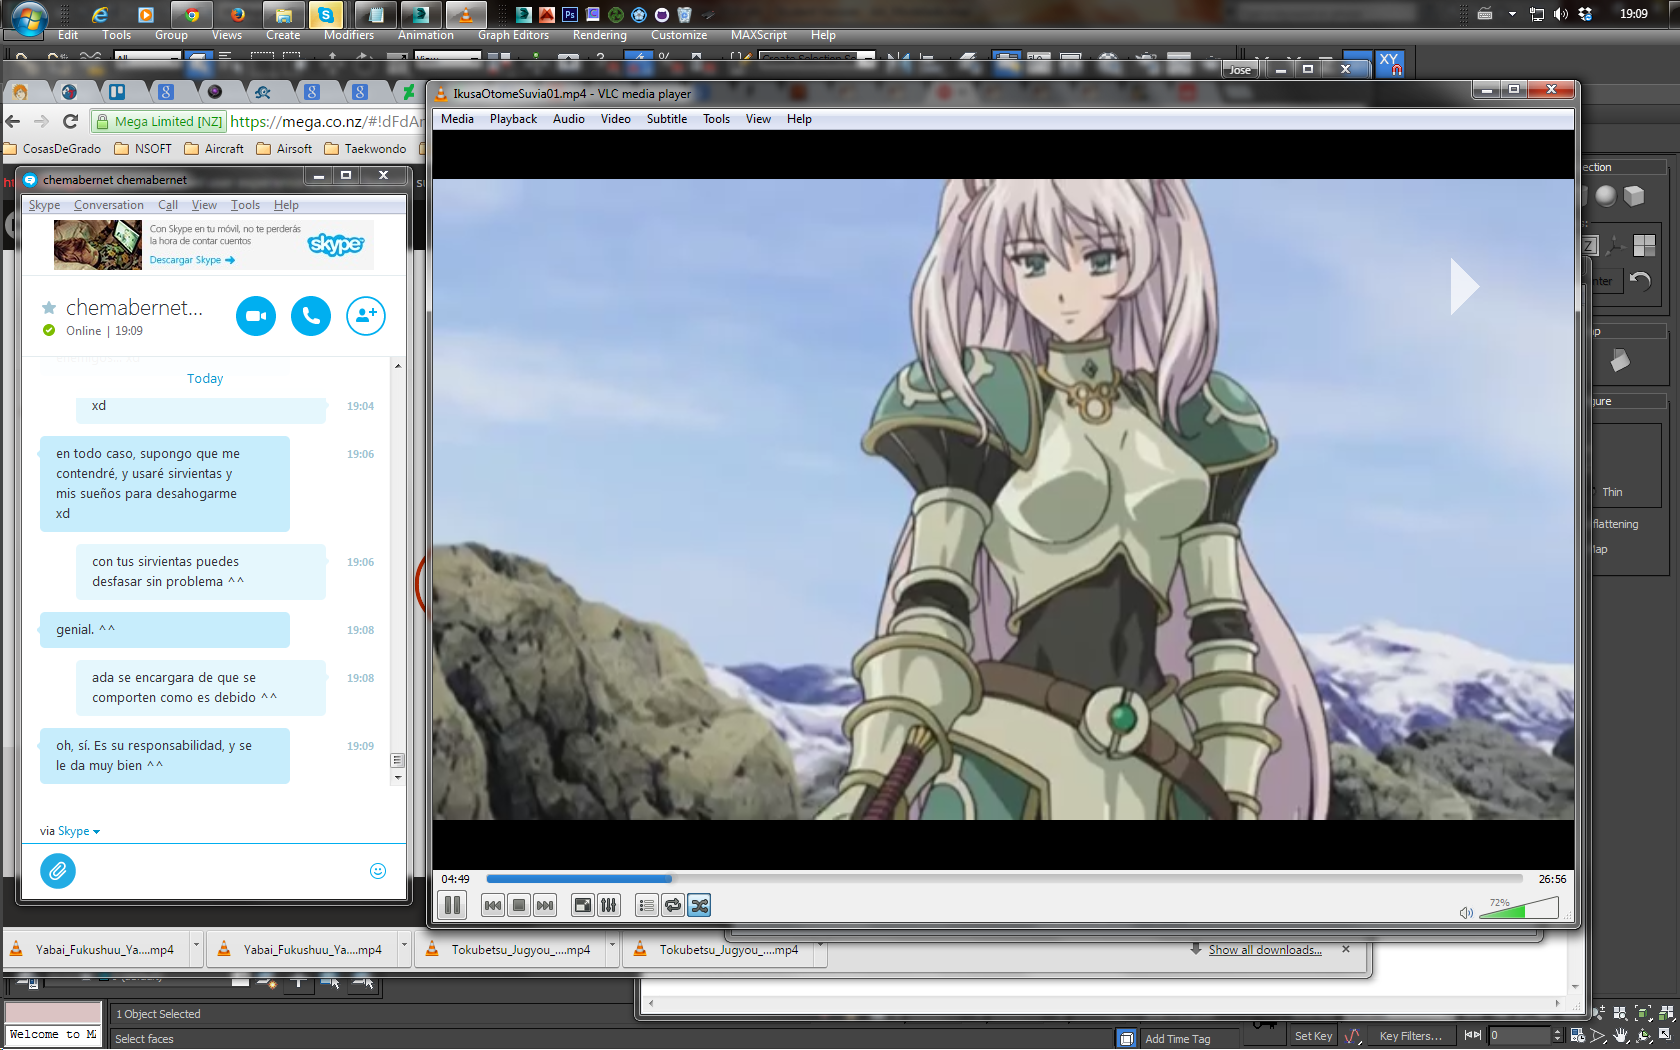 19:09
Edit Tools Group Views Create Modifiers Animation Graph Editors Rendering Customize MAXScript Help
Jose
XY
IkusaOtomeSuvia01.mp4 - VLC media player
Mega Limited [NZ] https://mega.co.nz/#!dFdAr
Media Playback Audio Video Subtitle Tools View Help
CosasDeGrado NSOFT Aircraft Airsoft Taekwondo
chemabernet chemabernet
Skype Conversation Call View Tools Help
Con Skype en tu móvil, no te perderás
la hora de contar cuentos
Descargar Skype
skype
chemabernet...
Online | 19:09
Today
xd 19:04
en todo caso, supongo que me 19:06
contendré, y usaré sirvientas y
mis sueños para desahogarme
xd
con tus sirvientas puedes 19:06
desfasar sin problema ^^
genial. ^^ 19:08
ada se encargara de que se 19:08
comporten como es debido ^^
oh, sí. Es su responsabilidad, y se 19:09
le da muy bien ^^
via Skype
ection
Z
nter
ap
gure
Thin
flattening
Map
04:49 26:56
72%
Yabai_Fukushuu_Ya....mp4 Yabai_Fukushuu_Ya....mp4 Tokubetsu_Jugyou_....mp4 Tokubetsu_Jugyou_....mp4 Show all downloads...
1 Object Selected
Welcome to M
Select faces
Add Time Tag
Set Key
Key Filters...
0